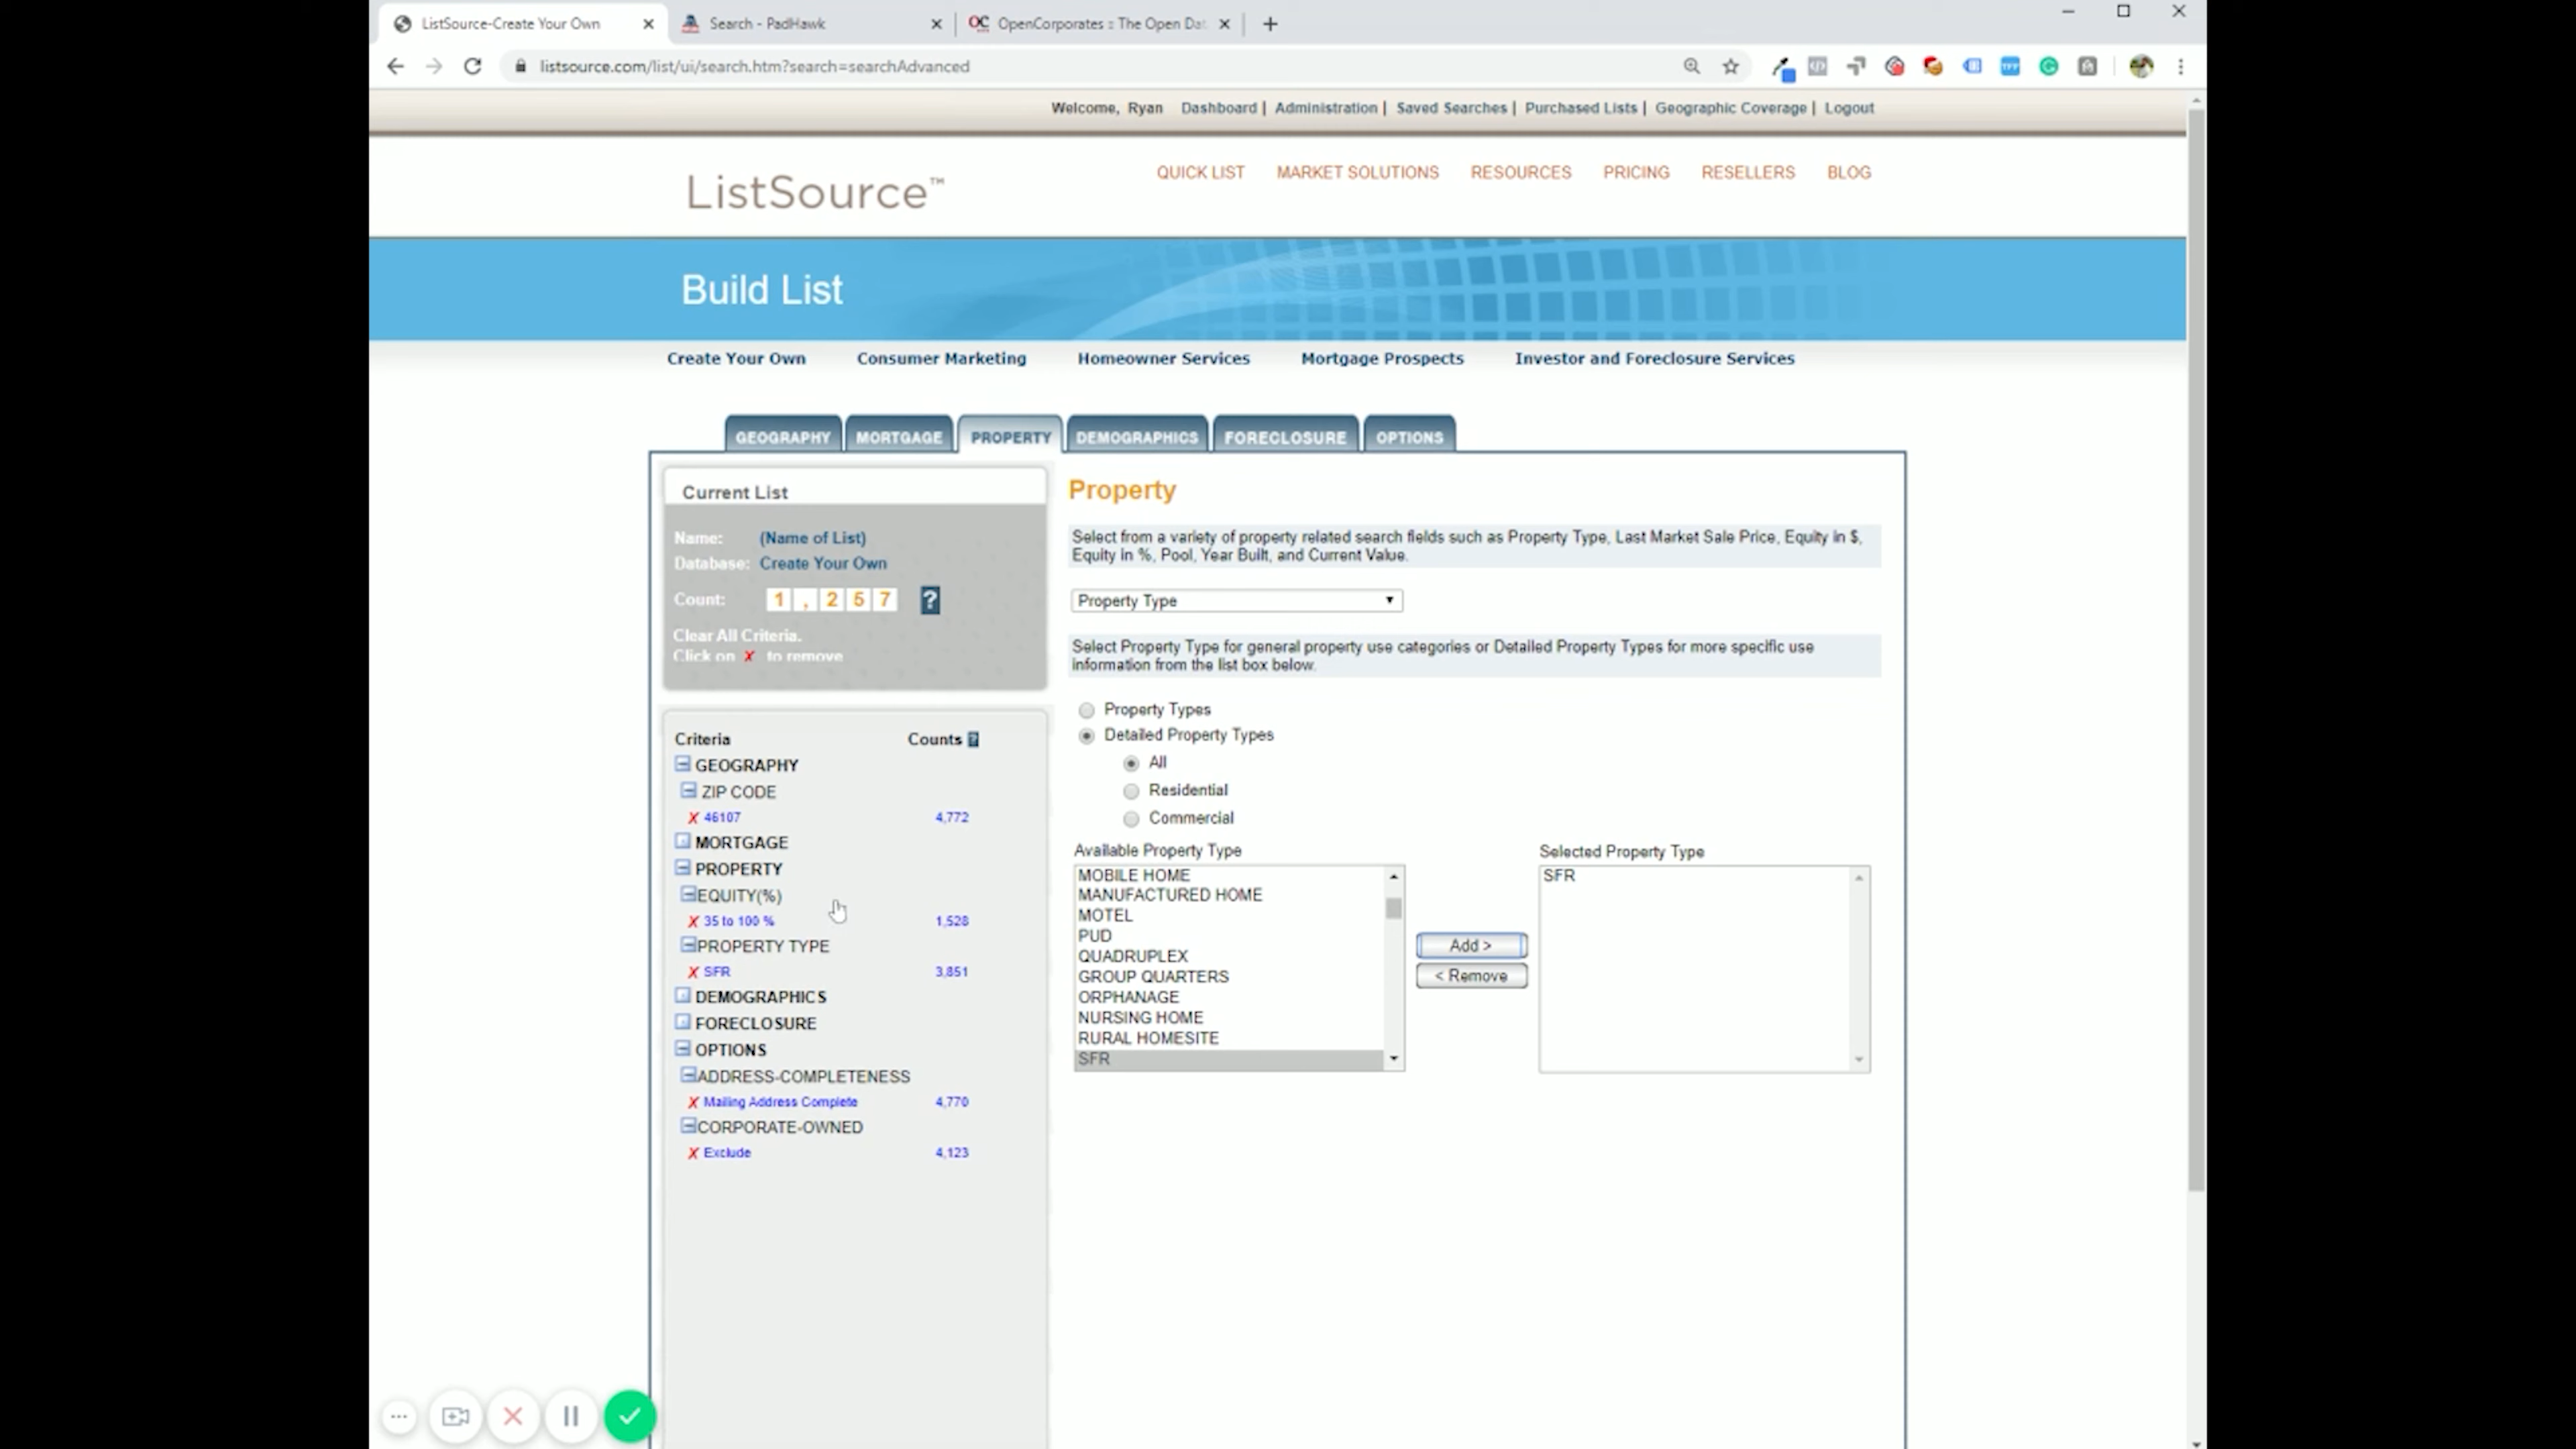 ListSource-Create Your Own
Search - PadHawk
OpenCorporates :: The Open Dat
listsource.com/list/ui/search.htm?search=searchAdvanced
Welcome, Ryan Dashboard | Administration | Saved Searches | Purchased Lists | Geographic Coverage | Logout
ListSource™
QUICK LIST MARKET SOLUTIONS RESOURCES PRICING RESELLERS BLOG
Build List
Create Your Own Consumer Marketing Homeowner Services Mortgage Prospects Investor and Foreclosure Services
GEOGRAPHY MORTGAGE PROPERTY DEMOGRAPHICS FORECLOSURE OPTIONS
Current List
Name: (Name of List)
Database: Create Your Own
Count: 1,257 ?
Clear All Criteria.
Click on X to remove
Criteria Counts ?
GEOGRAPHY
ZIP CODE
X 46107 4,772
MORTGAGE
PROPERTY
EQUITY(%)
X 35 to 100 % 1,528
PROPERTY TYPE
X SFR 3,851
DEMOGRAPHICS
FORECLOSURE
OPTIONS
ADDRESS-COMPLETENESS
X Mailing Address Complete 4,770
CORPORATE-OWNED
X Exclude 4,123
Property
Select from a variety of property related search fields such as Property Type, Last Market Sale Price, Equity in $,
Equity in %, Pool, Year Built, and Current Value.
Property Type
Select Property Type for general property use categories or Detailed Property Types for more specific use
information from the list box below.
Property Types
Detailed Property Types
All
Residential
Commercial
Available Property Type
MOBILE HOME
MANUFACTURED HOME
MOTEL
PUD
QUADRUPLEX
GROUP QUARTERS
ORPHANAGE
NURSING HOME
RURAL HOMESITE
SFR
Add >
< Remove
Selected Property Type
SFR